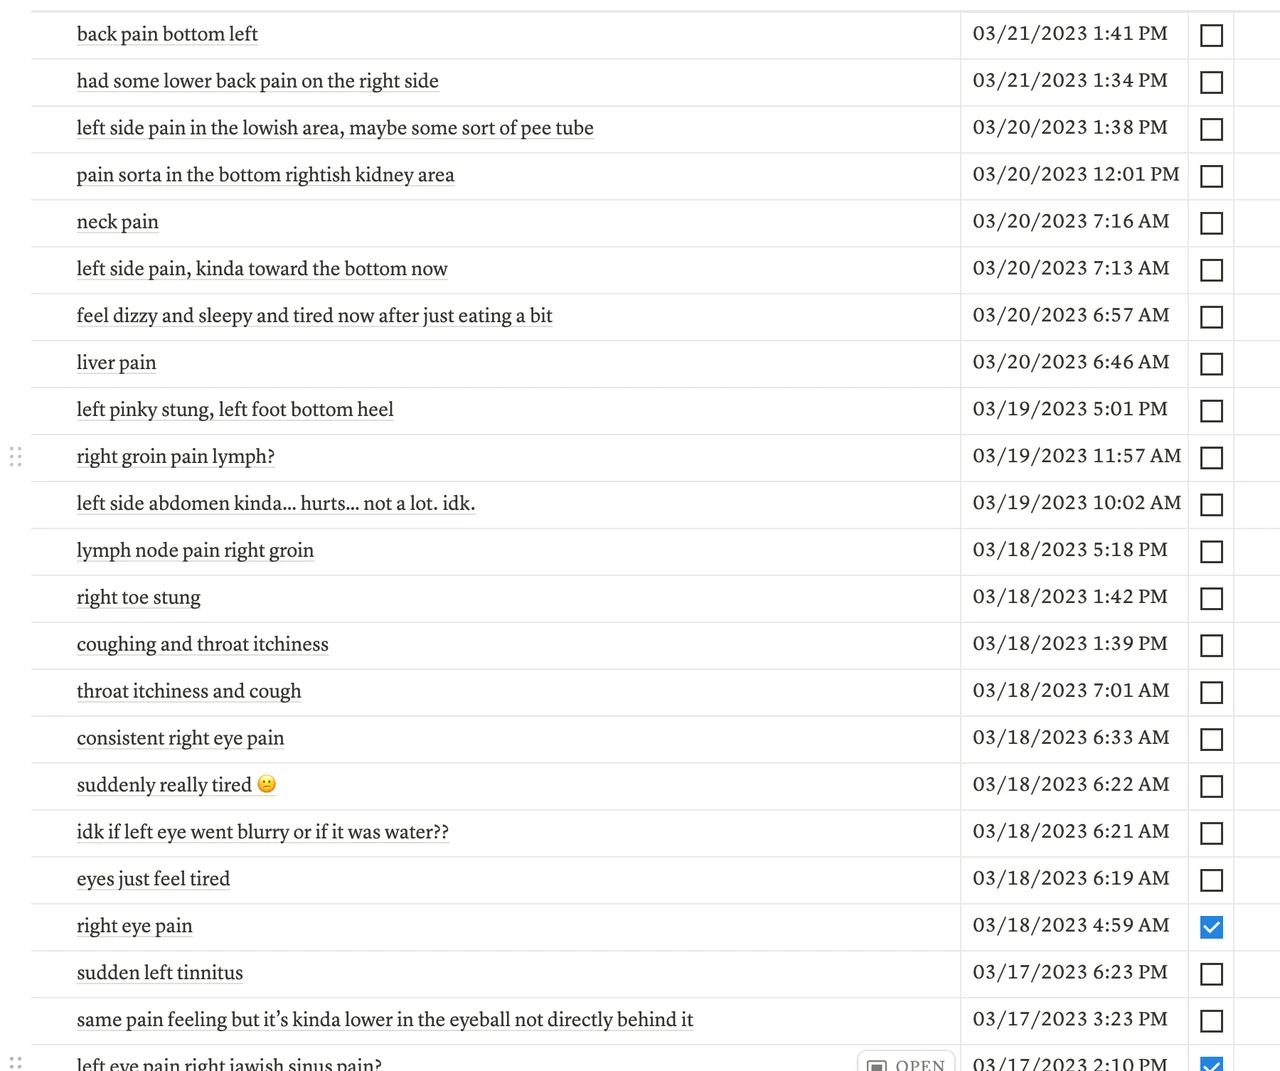 back pain bottom left 03/21/2023 1:41 PM
had some lower back pain on the right side 03/21/2023 1:34 PM
left side pain in the lowish area, maybe some sort of pee tube 03/20/2023 1:38 PM
pain sorta in the bottom rightish kidney area 03/20/2023 12:01 PM
neck pain 03/20/2023 7:16 AM
left side pain, kinda toward the bottom now 03/20/2023 7:13 AM
feel dizzy and sleepy and tired now after just eating a bit 03/20/2023 6:57 AM
liver pain 03/20/2023 6:46 AM
left pinky stung, left foot bottom heel 03/19/2023 5:01 PM
right groin pain lymph? 03/19/2023 11:57 AM
left side abdomen kinda... hurts... not a lot. idk. 03/19/2023 10:02 AM
lymph node pain right groin 03/18/2023 5:18 PM
right toe stung 03/18/2023 1:42 PM
coughing and throat itchiness 03/18/2023 1:39 PM
throat itchiness and cough 03/18/2023 7:01 AM
consistent right eye pain 03/18/2023 6:33 AM
suddenly really tired 😕 03/18/2023 6:22 AM
idk if left eye went blurry or if it was water?? 03/18/2023 6:21 AM
eyes just feel tired 03/18/2023 6:19 AM
right eye pain 03/18/2023 4:59 AM
sudden left tinnitus 03/17/2023 6:23 PM
same pain feeling but it's kinda lower in the eyeball not directly behind it 03/17/2023 3:23 PM
left eye pain right jawish sinus pain? OPEN 03/17/2023 2:10 PM